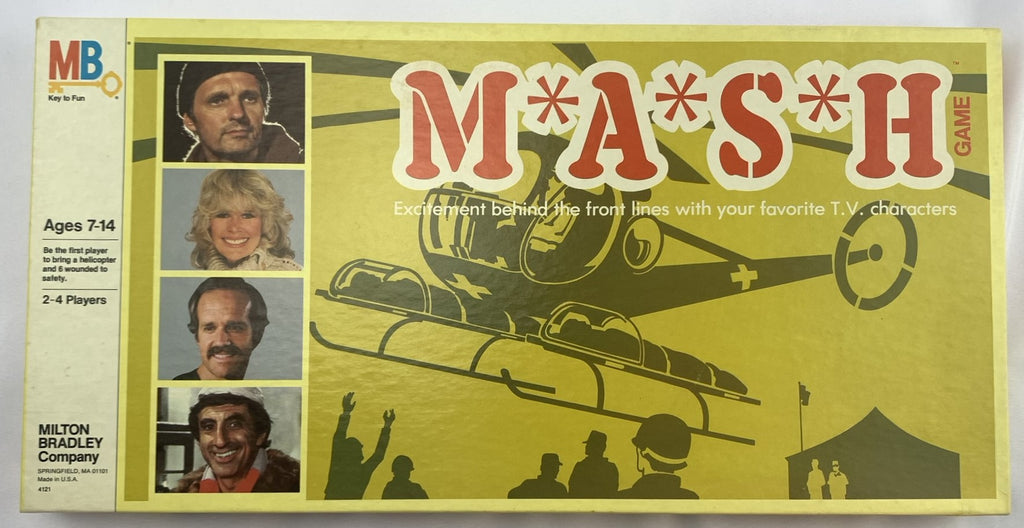 MB
Key to Fun
Ages 7-14
Be the first player
to bring a helicopter
and 6 wounded to
safety.
2-4 Players
MILTON
BRADLEY
Company
SPRINGFIELD, MA 01101
Made in U.S.A.
4121
M*A*S*H
™
GAME
Excitement behind the front lines with your favorite T.V. characters